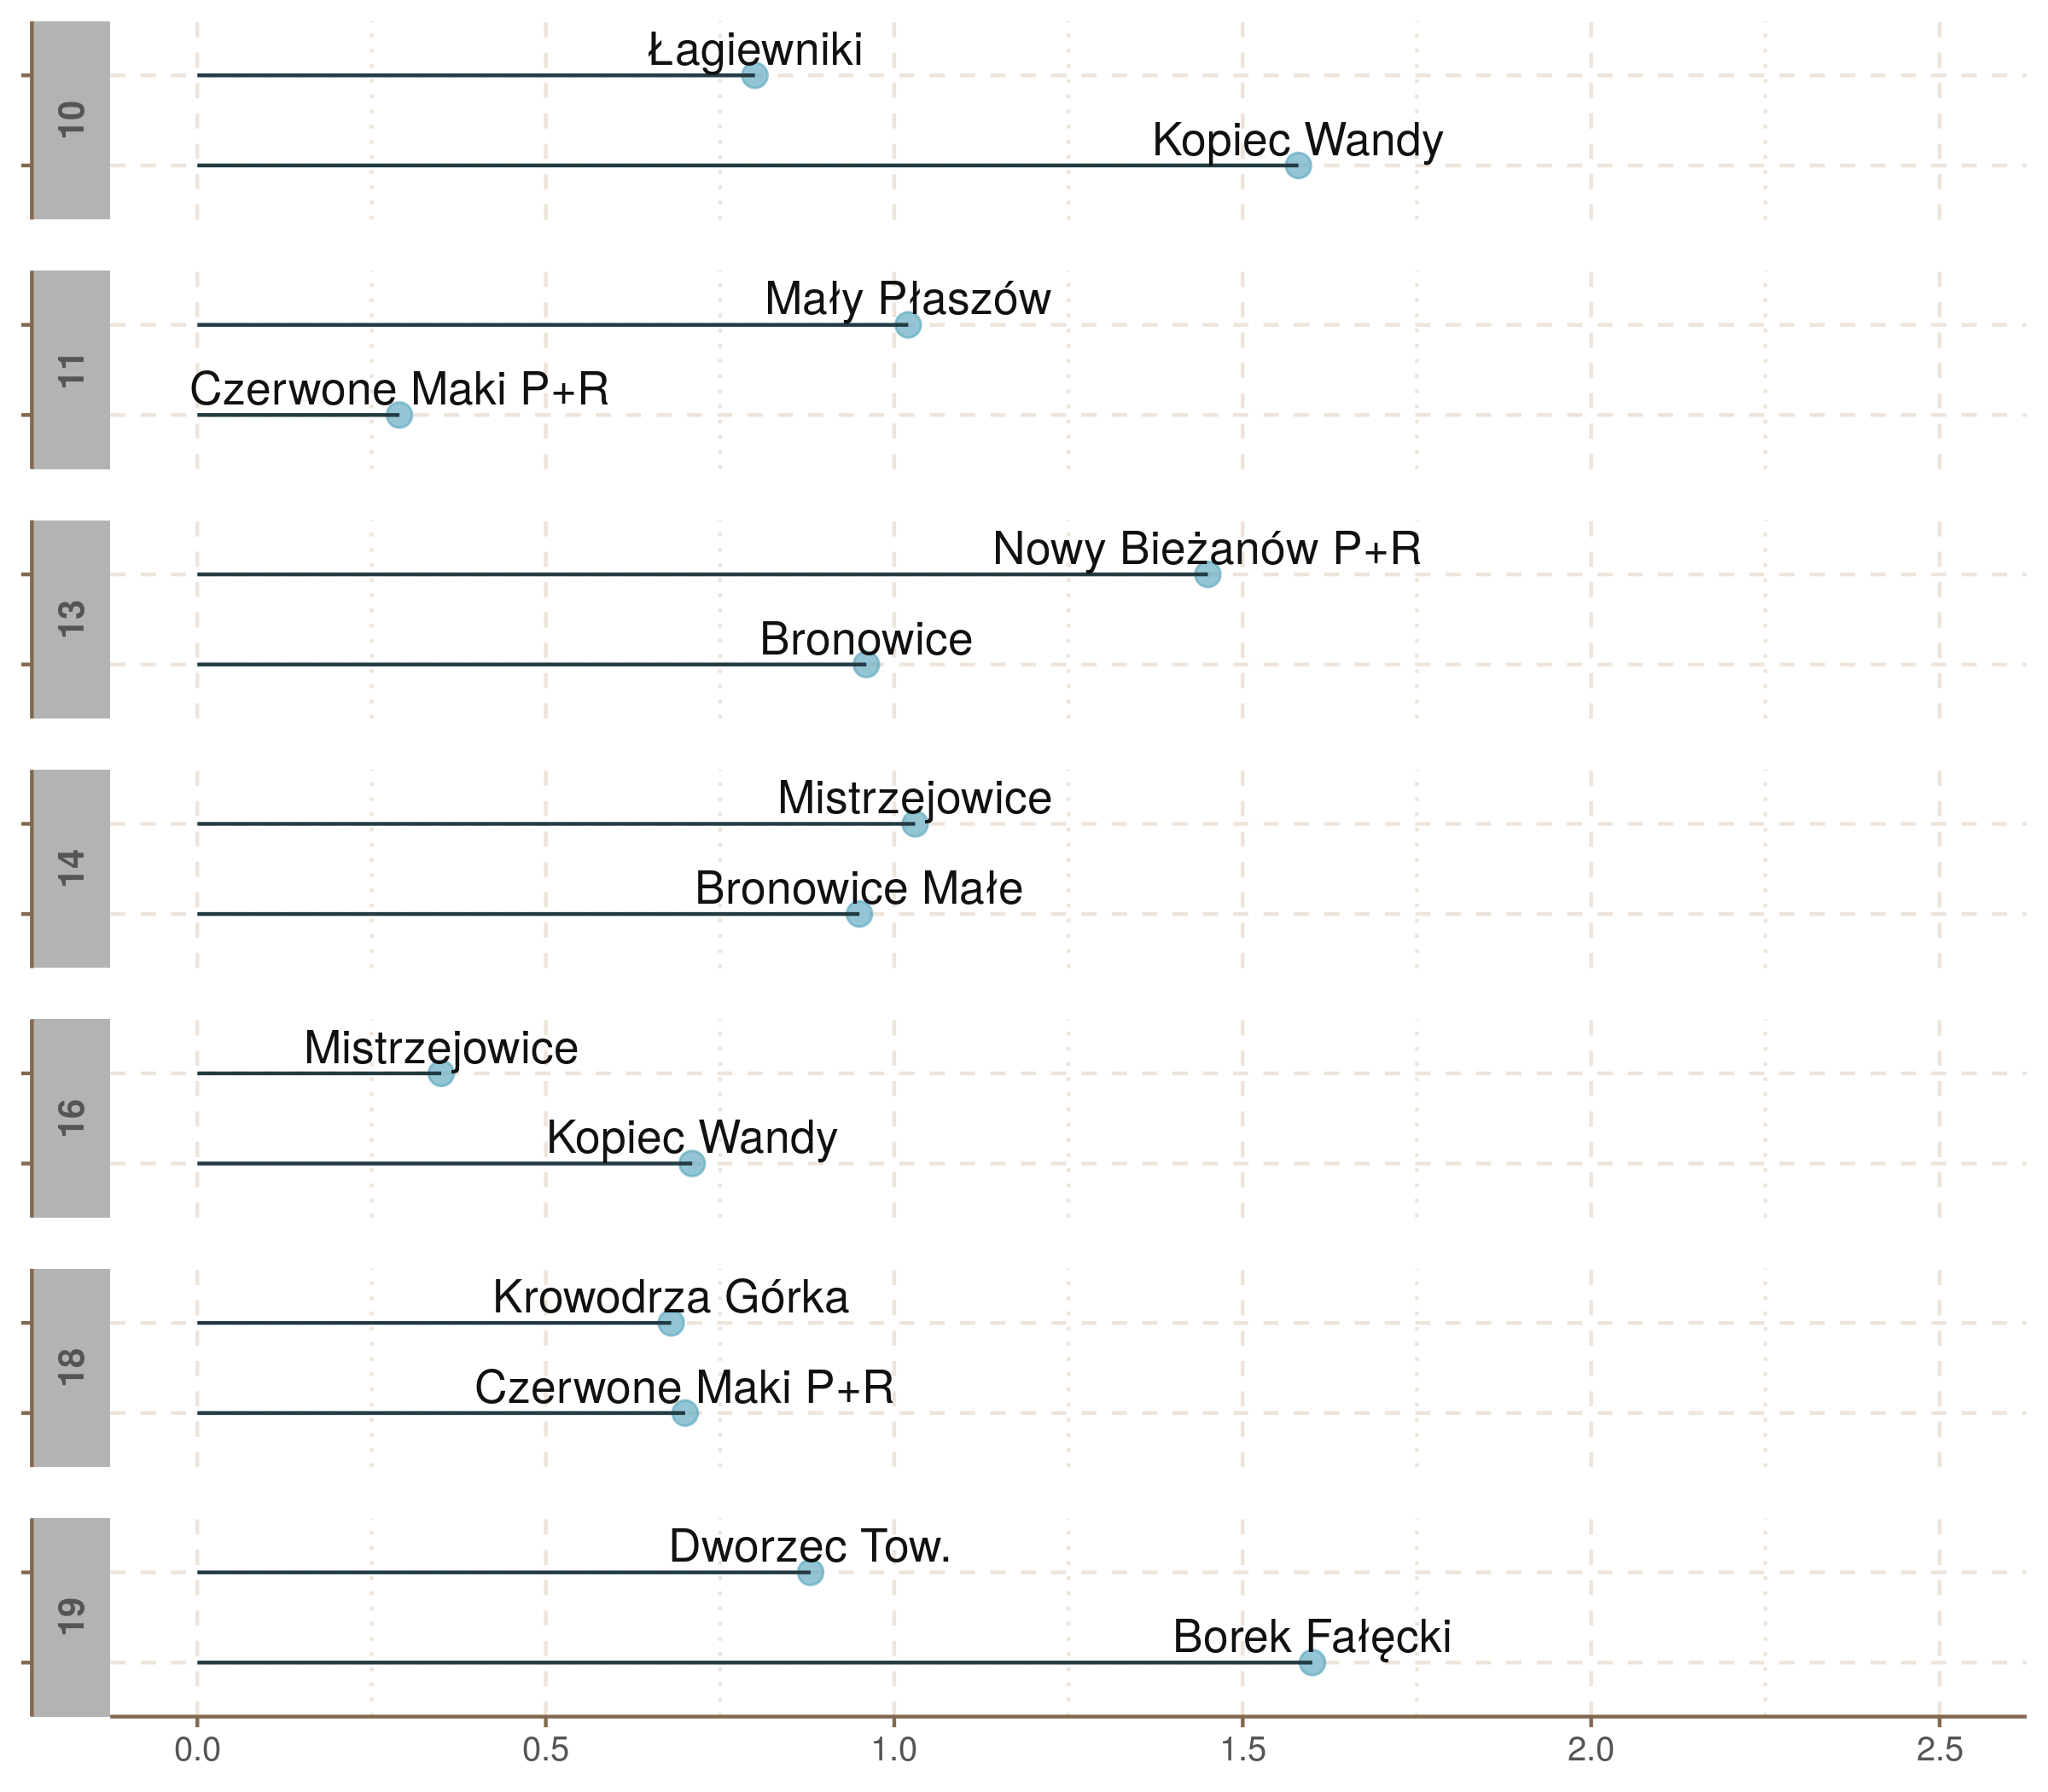 10
Łagiewniki
Kopiec Wandy
11
Mały Płaszów
Czerwone Maki P+R
13
Nowy Bieżanów P+R
Bronowice
14
Mistrzejowice
Bronowice Małe
16
Mistrzejowice
Kopiec Wandy
18
Krowodrza Górka
Czerwone Maki P+R
19
Dworzec Tow.
Borek Fałęcki
0.0 0.5 1.0 1.5 2.0 2.5